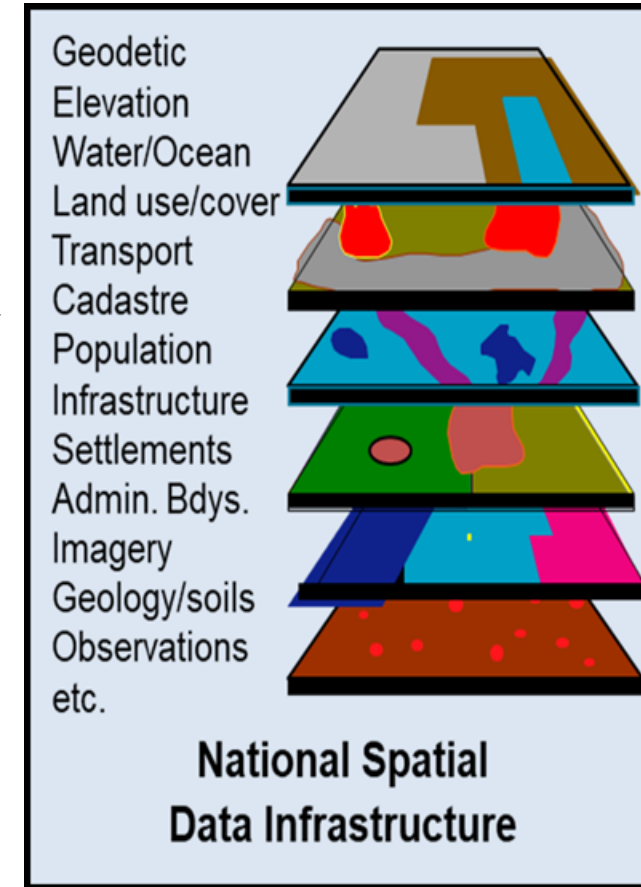 Geodetic
Elevation
Water/Ocean
Land use/cover
Transport
Cadastre
Population
Infrastructure
Settlements
Admin. Bdys.
Imagery
Geology/soils
Observations
etc.
National Spatial
Data Infrastructure